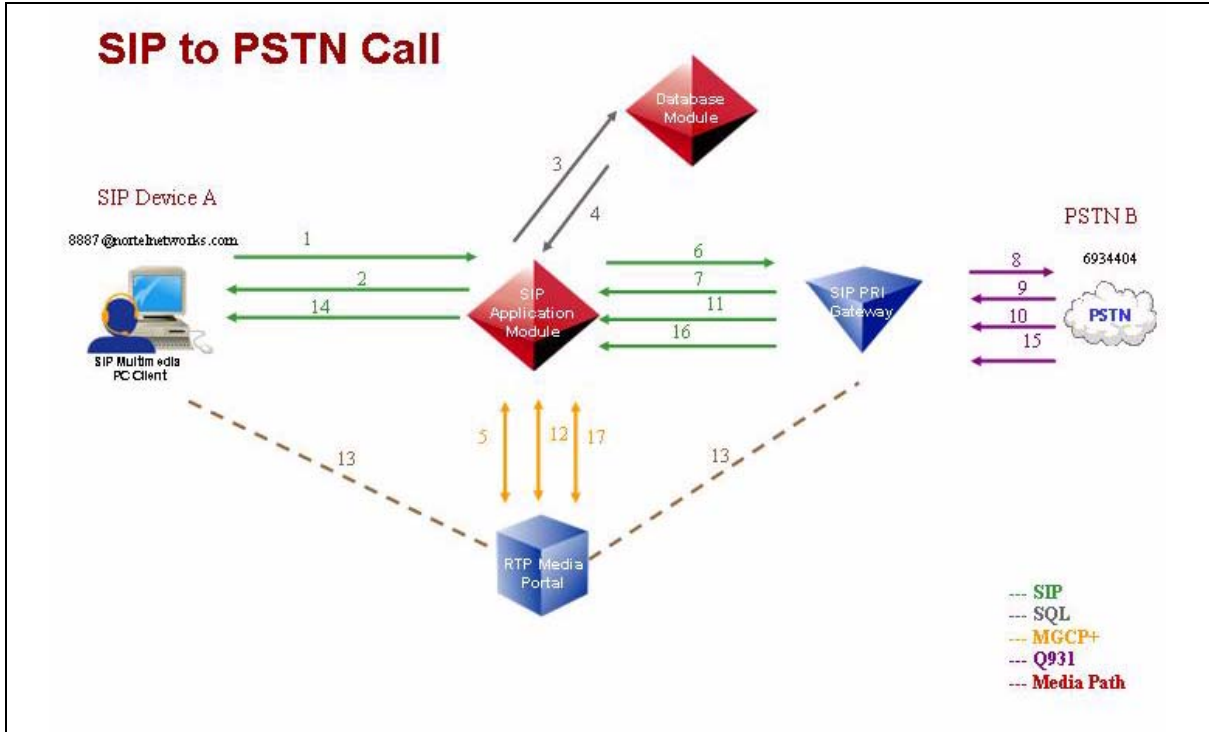 SIP to PSTN Call
Database
Module
3
4
SIP Device A
8887@nortelnetworks.com
1
2
14
SIP Multimedia
PC Client
SIP
Application
Module
6
7
11
16
SIP PRI
Gateway
8
9
10
15
PSTN B
6934404
PSTN
5
12
17
13
13
RTP Media
Portal
--- SIP
--- SQL
--- MGCP+
--- Q931
--- Media Path